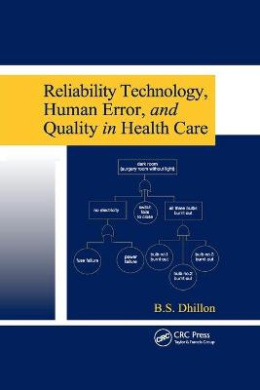 Reliability Technology,
Human Error, and
Quality in Health Care
dark room
(surgery room without light)
no electricity
switch
fails
to close
all three bulbs
burnt out
fuse failure
power
failure
bulb no.1
burnt out
bulb no.3
burnt out
bulb no.2
burnt out
B.S. Dhillon
CRC Press
Taylor & Francis Group